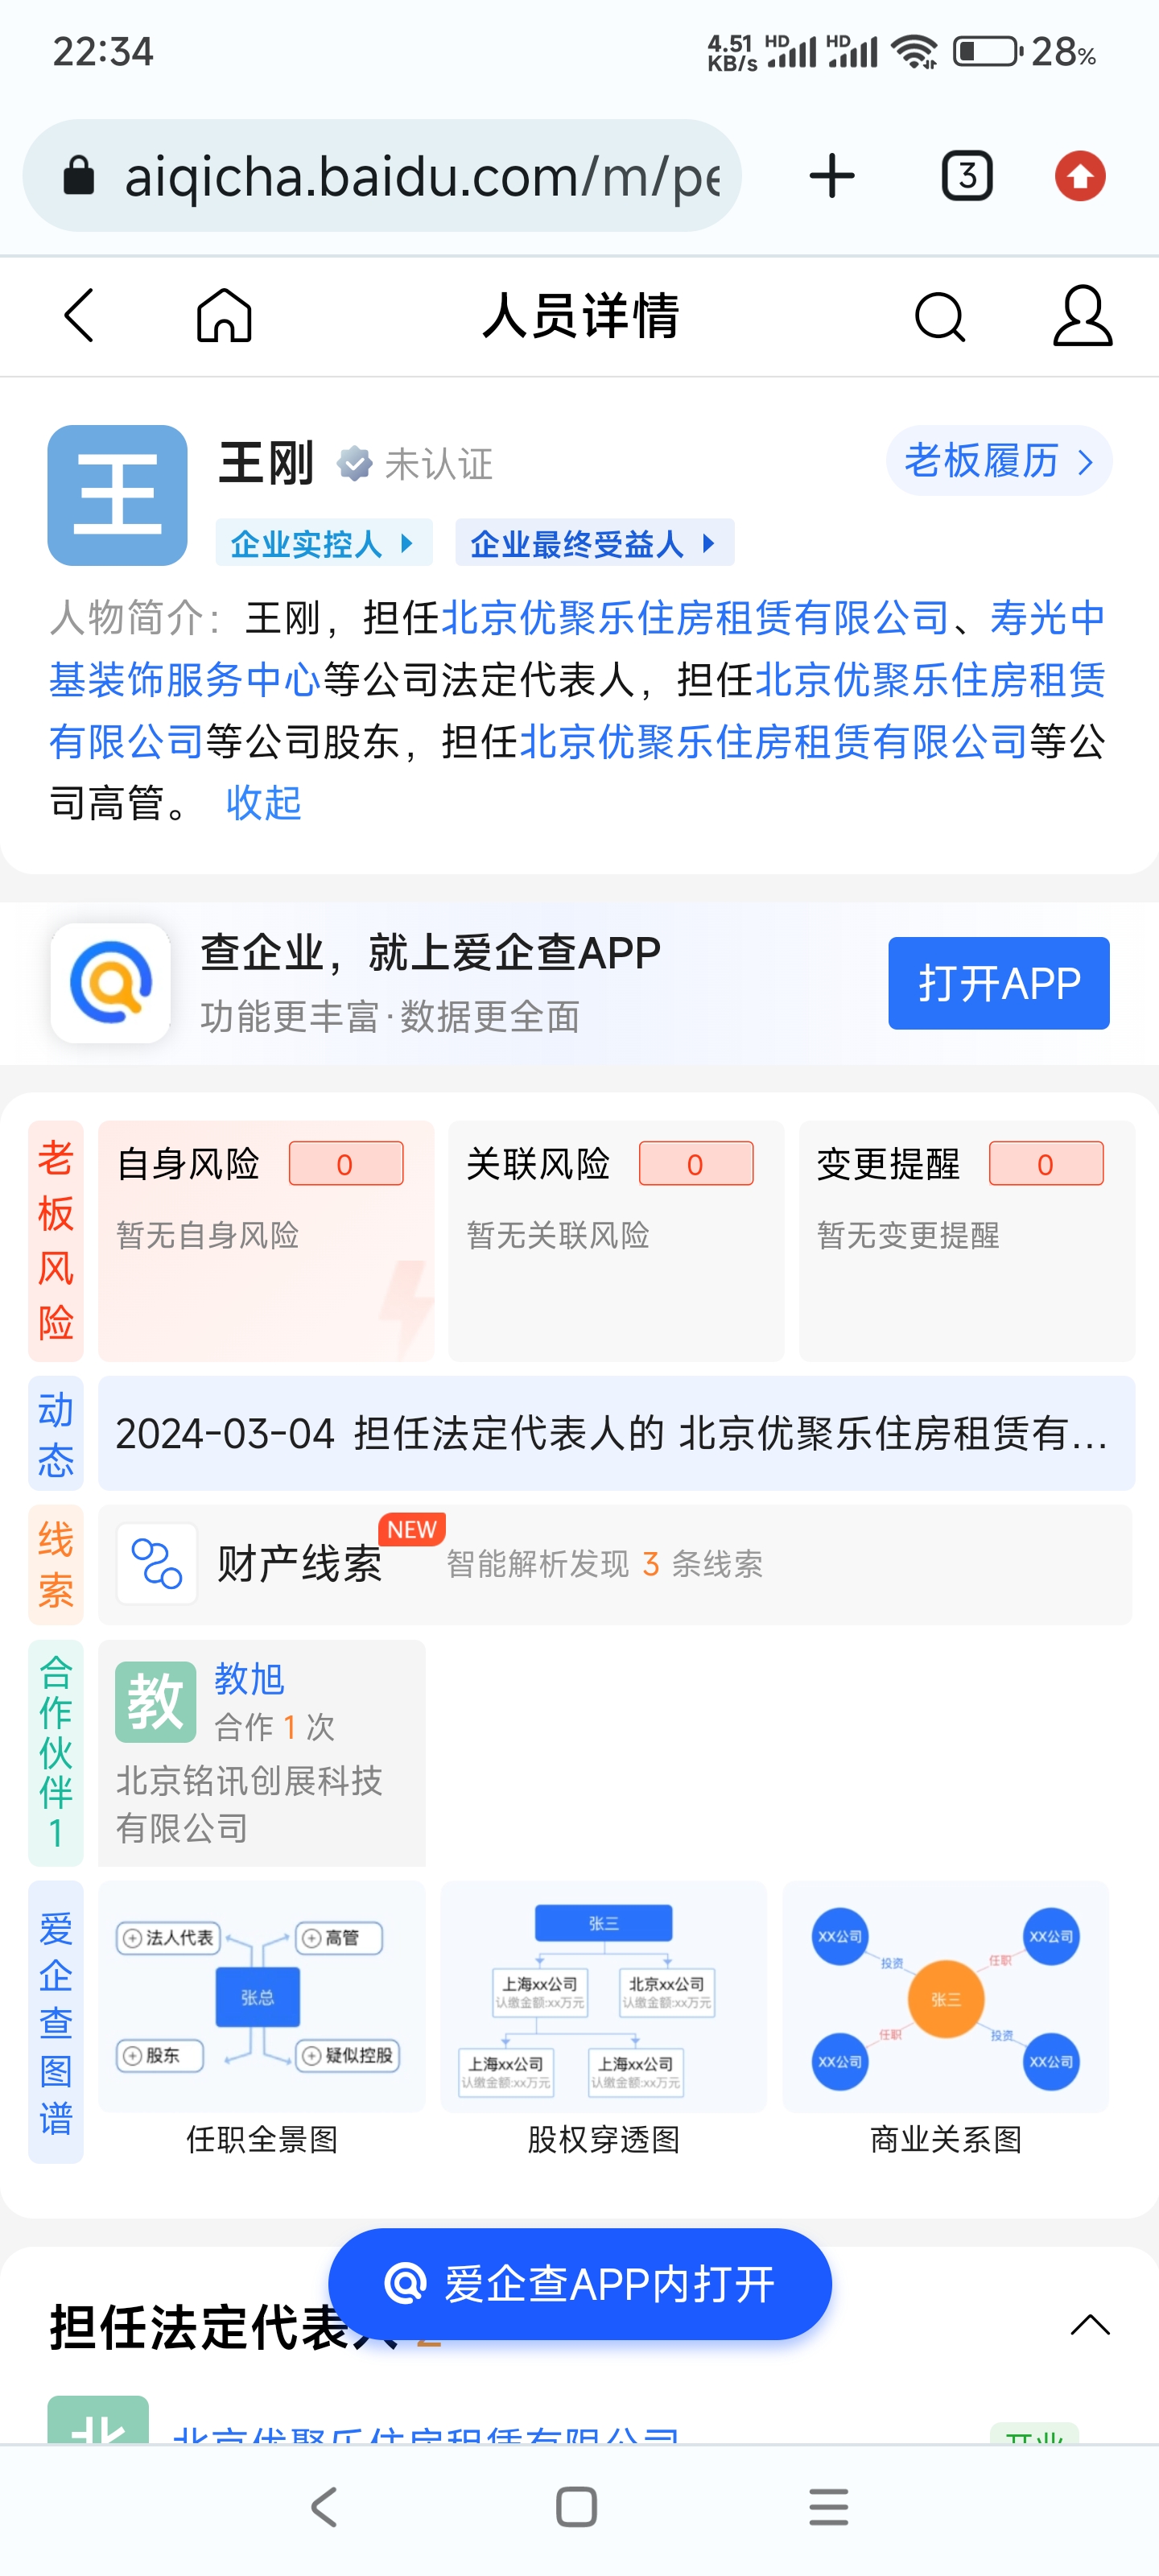 22:34
4.51 KB/s HD HD 28%
aiqicha.baidu.com/m/pe
3
人员详情
王
王刚 未认证
老板履历
企业实控人 企业最终受益人
人物简介：王刚，担任北京优聚乐住房租赁有限公司、寿光中
基装饰服务中心等公司法定代表人，担任北京优聚乐住房租赁
有限公司等公司股东，担任北京优聚乐住房租赁有限公司等公
司高管。 收起
查企业，就上爱企查APP
功能更丰富·数据更全面
打开APP
老板风险
自身风险 0
暂无自身风险
关联风险 0
暂无关联风险
变更提醒 0
暂无变更提醒
动态
2024-03-04 担任法定代表人的 北京优聚乐住房租赁有...
线索
财产线索 NEW 智能解析发现 3 条线索
合作伙伴1
教
教旭
合作 1 次
北京铭讯创展科技
有限公司
爱企查图谱
法人代表 高管
张总
股东 疑似控股
任职全景图
张三
上海xx公司 北京xx公司
认缴金额:xx万元 认缴金额:xx万元
上海xx公司 上海xx公司
认缴金额:xx万元 认缴金额:xx万元
股权穿透图
XX公司 XX公司
投资 任职
张三
任职 投资
XX公司 XX公司
商业关系图
爱企查APP内打开
担任法定代表人 2
北 北京优聚乐住房租赁有限公司 开业